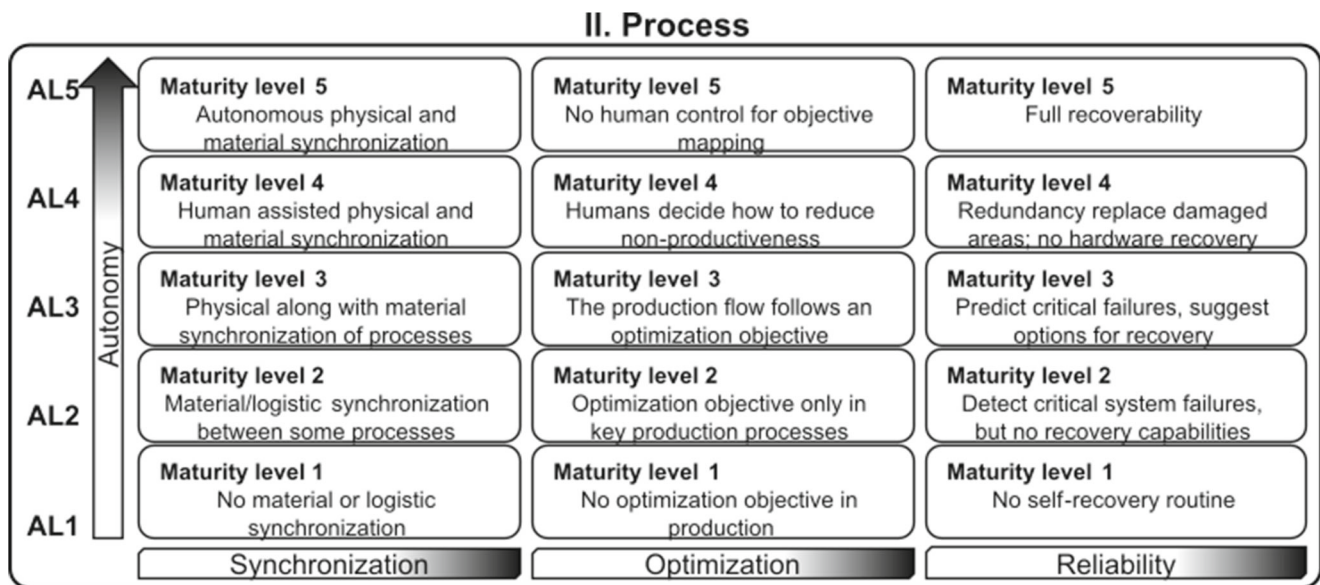 II. Process
AL5
Maturity level 5
Autonomous physical and
material synchronization
Maturity level 5
No human control for objective
mapping
Maturity level 5
Full recoverability
AL4
Maturity level 4
Human assisted physical and
material synchronization
Maturity level 4
Humans decide how to reduce
non-productiveness
Maturity level 4
Redundancy replace damaged
areas; no hardware recovery
AL3
Autonomy
Maturity level 3
Physical along with material
synchronization of processes
Maturity level 3
The production flow follows an
optimization objective
Maturity level 3
Predict critical failures, suggest
options for recovery
AL2
Maturity level 2
Material/logistic synchronization
between some processes
Maturity level 2
Optimization objective only in
key production processes
Maturity level 2
Detect critical system failures,
but no recovery capabilities
AL1
Maturity level 1
No material or logistic
synchronization
Maturity level 1
No optimization objective in
production
Maturity level 1
No self-recovery routine
Synchronization
Optimization
Reliability